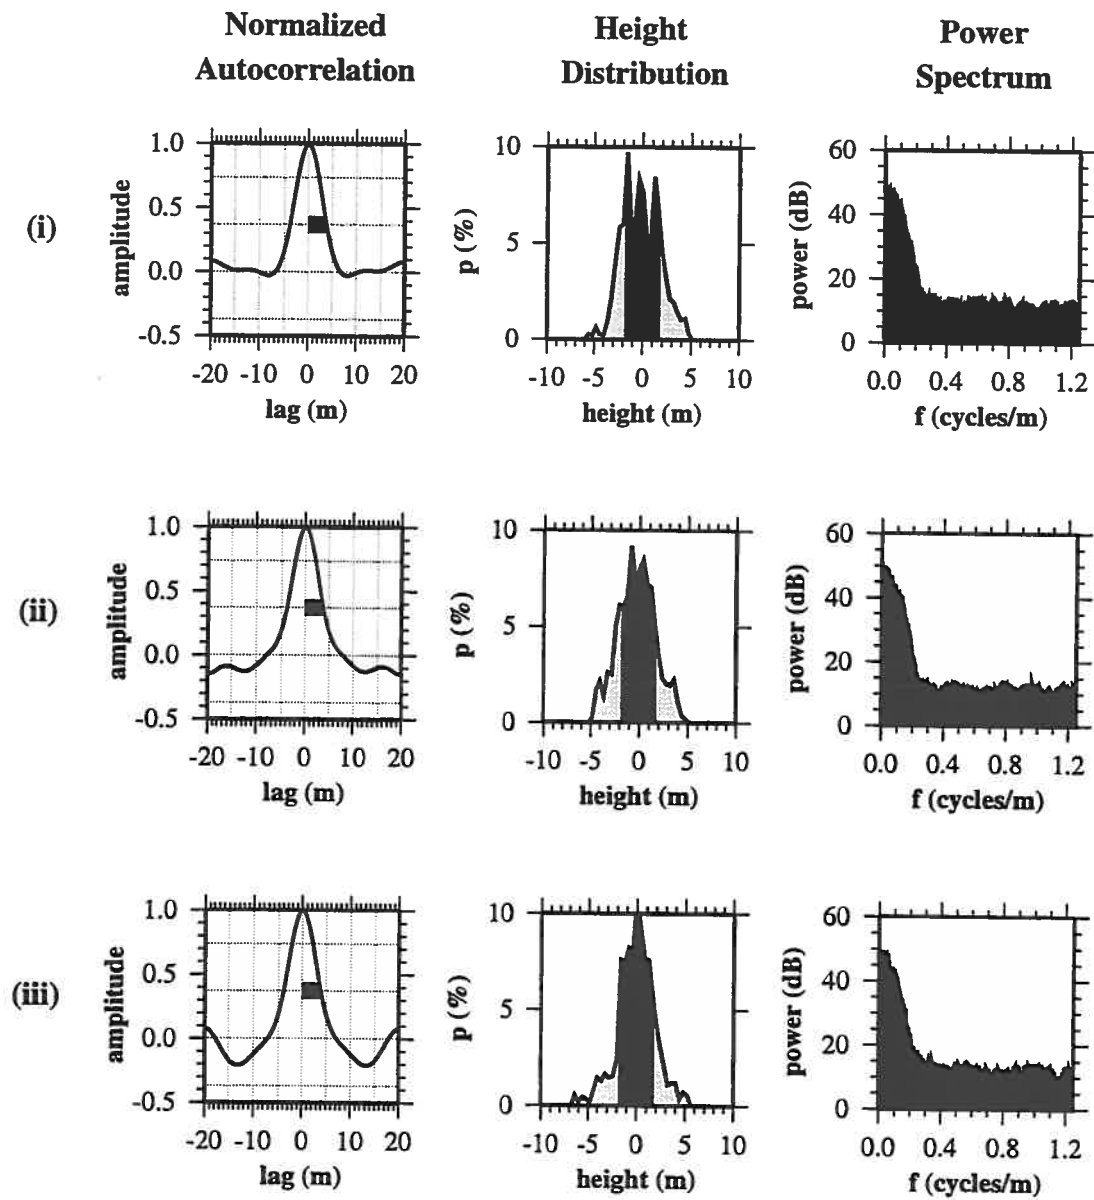 Normalized
Autocorrelation
Height
Distribution
Power
Spectrum
(i)
amplitude
1.0
0.5
0.0
-0.5
-20 -10 0 10 20
lag (m)
p (%)
10
5
0
-10 -5 0 5 10
height (m)
power (dB)
60
40
20
0
0.0 0.4 0.8 1.2
f (cycles/m)
(ii)
amplitude
1.0
0.5
0.0
-0.5
-20 -10 0 10 20
lag (m)
p (%)
10
5
0
-10 -5 0 5 10
height (m)
power (dB)
60
40
20
0
0.0 0.4 0.8 1.2
f (cycles/m)
(iii)
amplitude
1.0
0.5
0.0
-0.5
-20 -10 0 10 20
lag (m)
p (%)
10
5
0
-10 -5 0 5 10
height (m)
power (dB)
60
40
20
0
0.0 0.4 0.8 1.2
f (cycles/m)